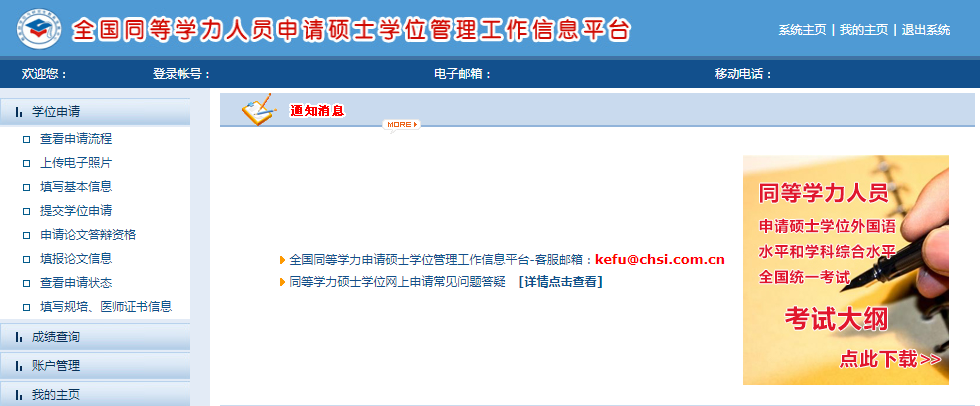 全国同等学力人员申请硕士学位管理工作信息平台
系统主页 | 我的主页 | 退出系统
欢迎您： 登录帐号： 电子邮箱： 移动电话：
学位申请
查看申请流程
上传电子照片
填写基本信息
提交学位申请
申请论文答辩资格
填报论文信息
查看申请状态
填写规培、医师证书信息
成绩查询
账户管理
我的主页
通知消息
MORE
全国同等学力申请硕士学位管理工作信息平台-客服邮箱：kefu@chsi.com.cn
同等学力硕士学位网上申请常见问题答疑 [详情点击查看]
同等学力人员
申请硕士学位外国语
水平和学科综合水平
全国统一考试
考试大纲
点此下载>>